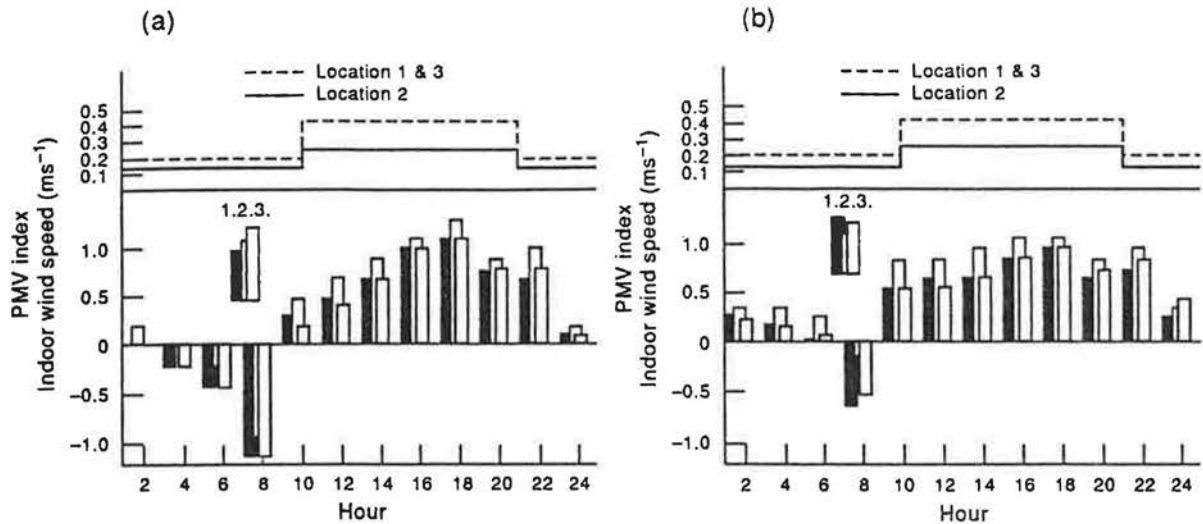 (a)
Location 1 & 3
Location 2
0.5
0.4
0.3
0.2
0.1
1.2.3.
1.0
0.5
0
−0.5
−1.0
PMV index
Indoor wind speed (ms⁻¹)
2 4 6 8 10 12 14 16 18 20 22 24
Hour
(b)
Location 1 & 3
Location 2
0.5
0.4
0.3
0.2
0.1
1.2.3.
1.0
0.5
0
−0.5
−1.0
PMV index
Indoor wind speed (ms⁻¹)
2 4 6 8 10 12 14 16 18 20 22 24
Hour